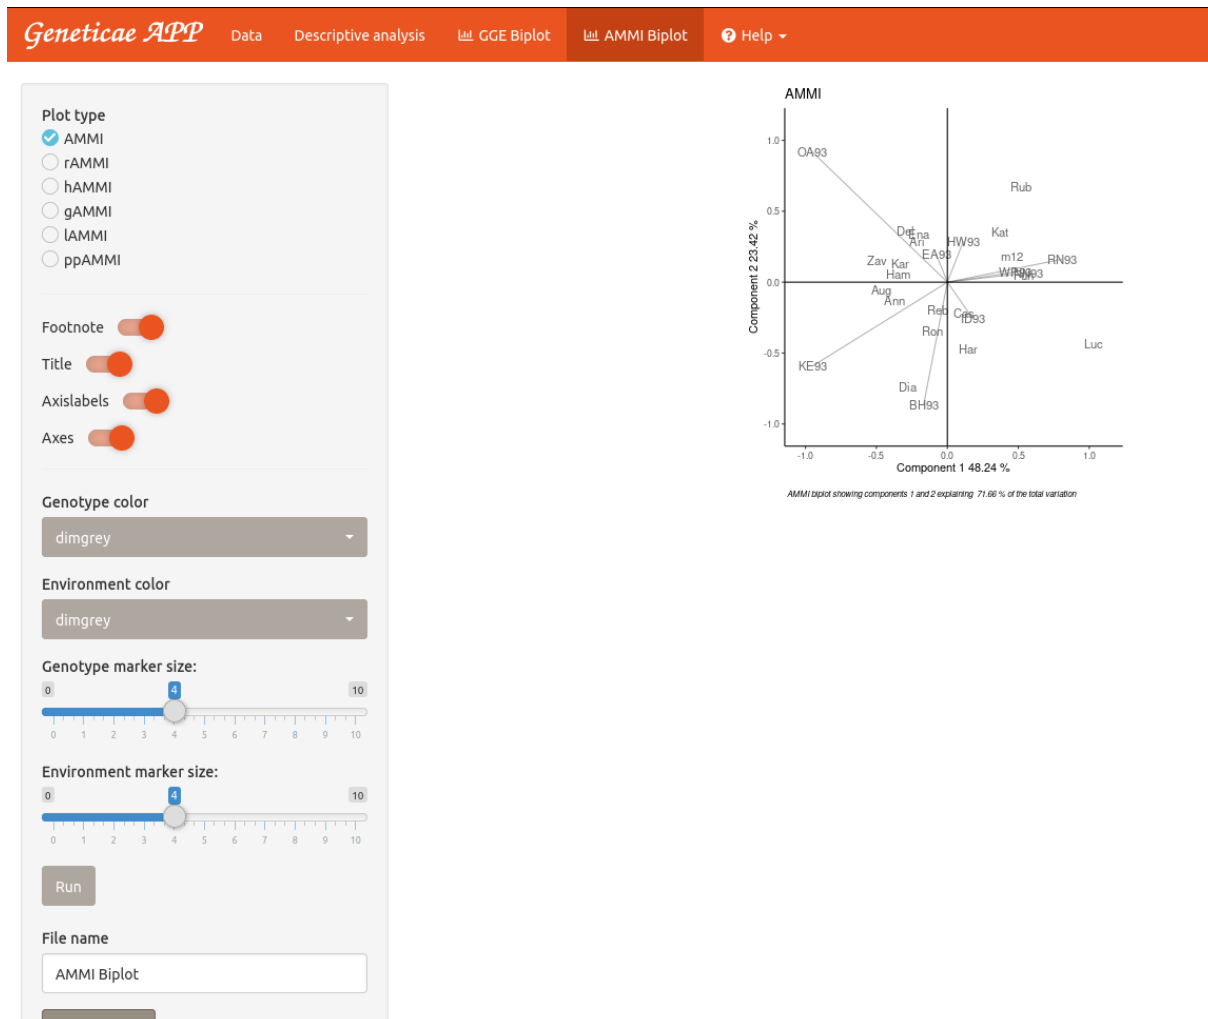 Geneticae APP
Data
Descriptive analysis
GGE Biplot
AMMI Biplot
Help
Plot type
AMMI
rAMMI
hAMMI
gAMMI
lAMMI
ppAMMI
Footnote
Title
Axislabels
Axes
Genotype color
dimgrey
Environment color
dimgrey
Genotype marker size:
0 4 10
0 1 2 3 4 5 6 7 8 9 10
Environment marker size:
0 4 10
0 1 2 3 4 5 6 7 8 9 10
Run
File name
AMMI Biplot
AMMI
Component 2 23.42 %
1.0
0.5
0.0
-0.5
-1.0
OA93
Rub
Del
Ena
Ari
Kat
HW93
EA93
m12
RN93
Zav
Kar
Ham
Aug
Ann
Reb
ID93
Ron
Har
Luc
KE93
Dia
BH93
-1.0 -0.5 0.0 0.5 1.0
Component 1 48.24 %
AMMI biplot showing components 1 and 2 explaining 71.66 % of the total variation